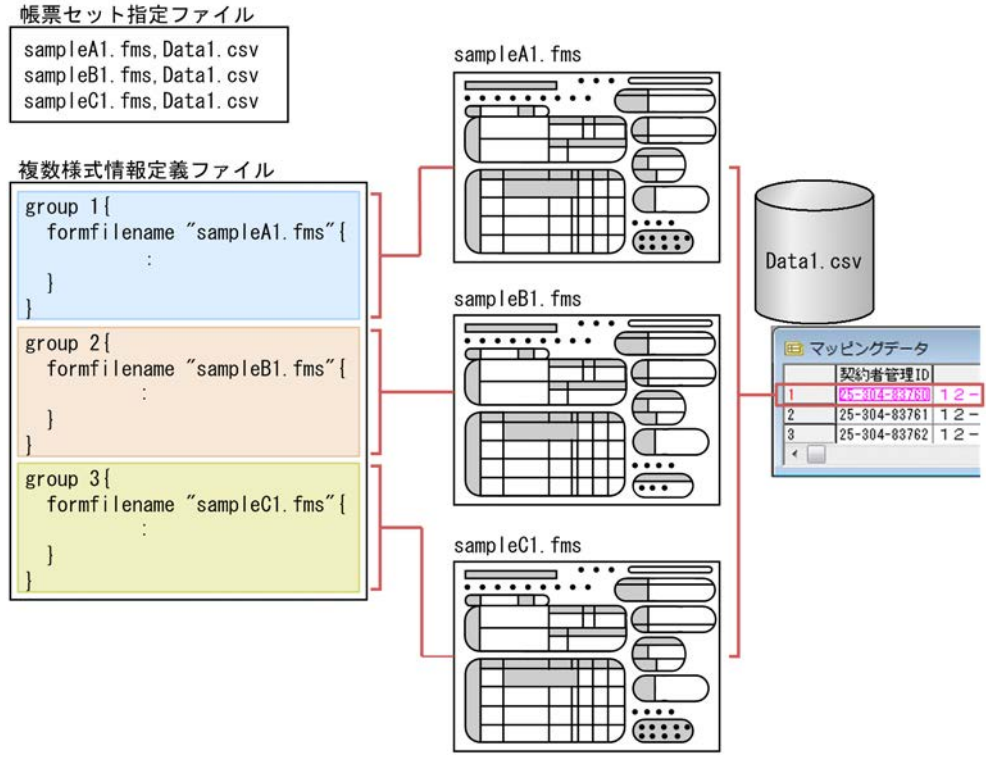 帳票セット指定ファイル
sampleA1.fms,Data1.csv
sampleB1.fms,Data1.csv
sampleC1.fms,Data1.csv
複数様式情報定義ファイル
group 1{
formfilename "sampleA1.fms"{
:
}
}
group 2{
formfilename "sampleB1.fms"{
:
}
}
group 3{
formfilename "sampleC1.fms"{
:
}
}
sampleA1.fms
sampleB1.fms
sampleC1.fms
Data1.csv
マッピングデータ
契約者管理ID
1 25-304-83760 12-
2 25-304-83761 12-
3 25-304-83762 12-